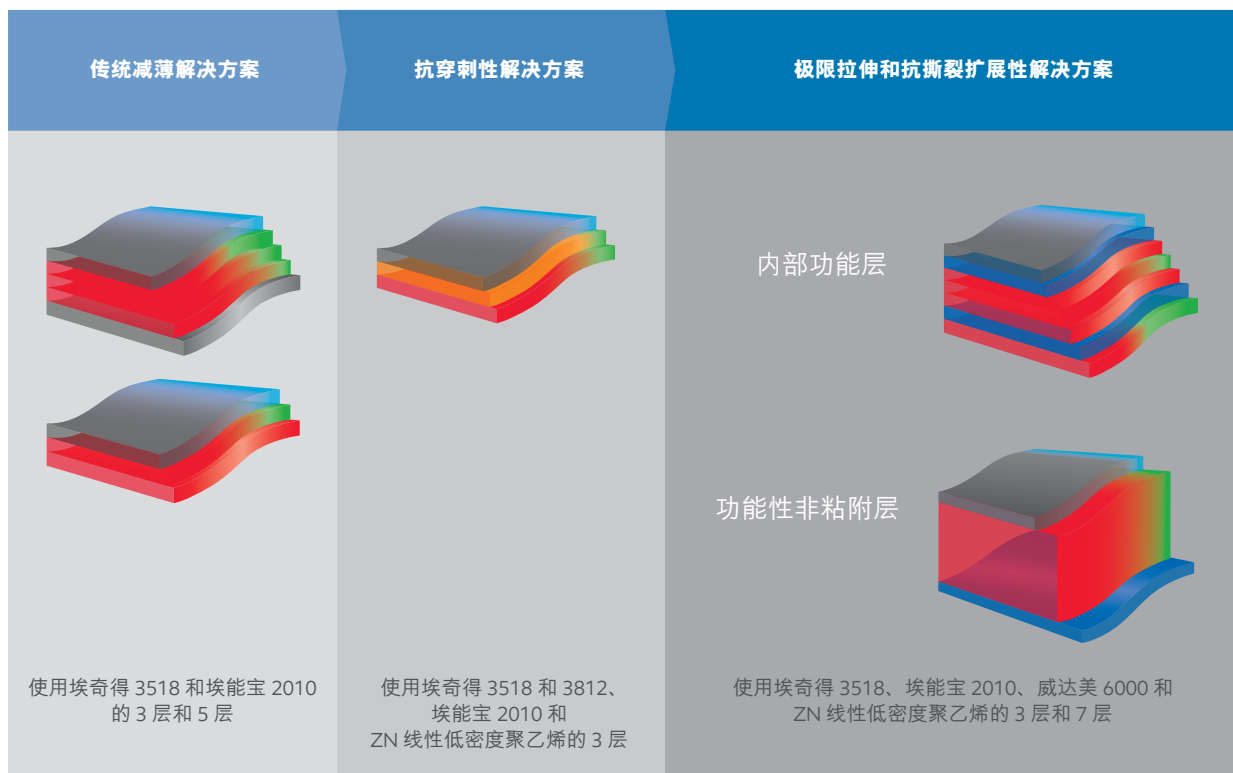 传统减薄解决方案
抗穿刺性解决方案
极限拉伸和抗撕裂扩展性解决方案
内部功能层
功能性非粘附层
使用埃奇得 3518 和埃能宝 2010
的 3 层和 5 层
使用埃奇得 3518 和 3812、
埃能宝 2010 和
ZN 线性低密度聚乙烯的 3 层
使用埃奇得 3518、埃能宝 2010、威达美 6000 和
ZN 线性低密度聚乙烯的 3 层和 7 层